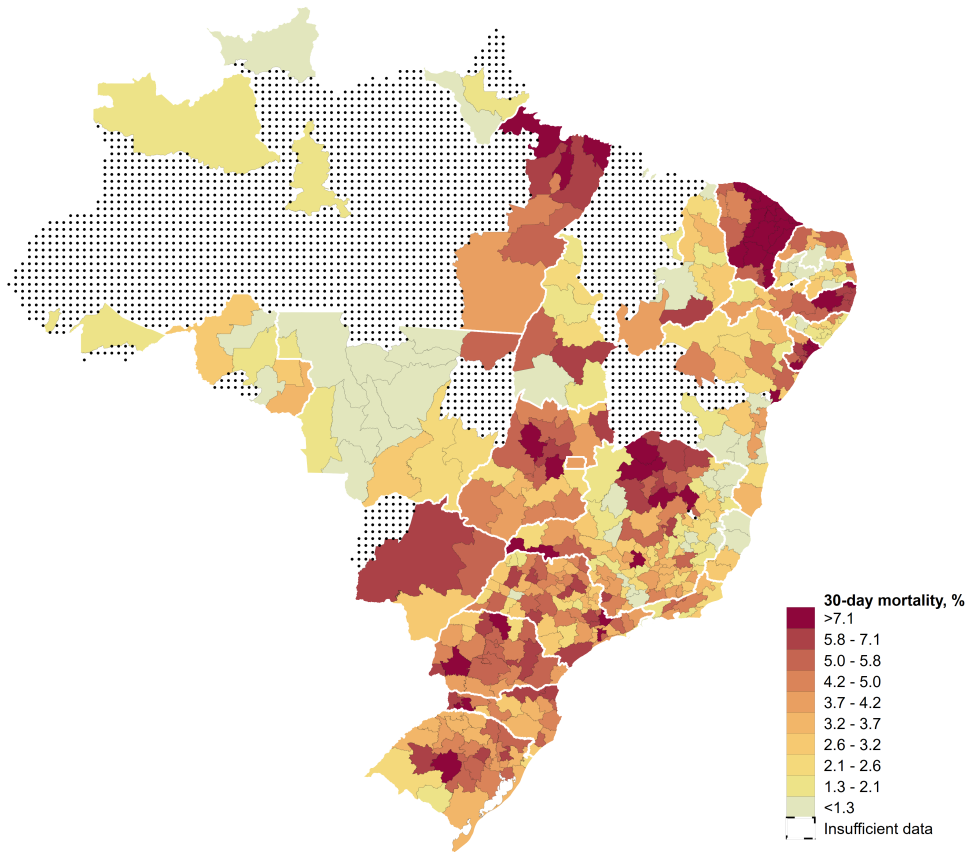 30-day mortality, %
>7.1
5.8 - 7.1
5.0 - 5.8
4.2 - 5.0
3.7 - 4.2
3.2 - 3.7
2.6 - 3.2
2.1 - 2.6
1.3 - 2.1
<1.3
Insufficient data